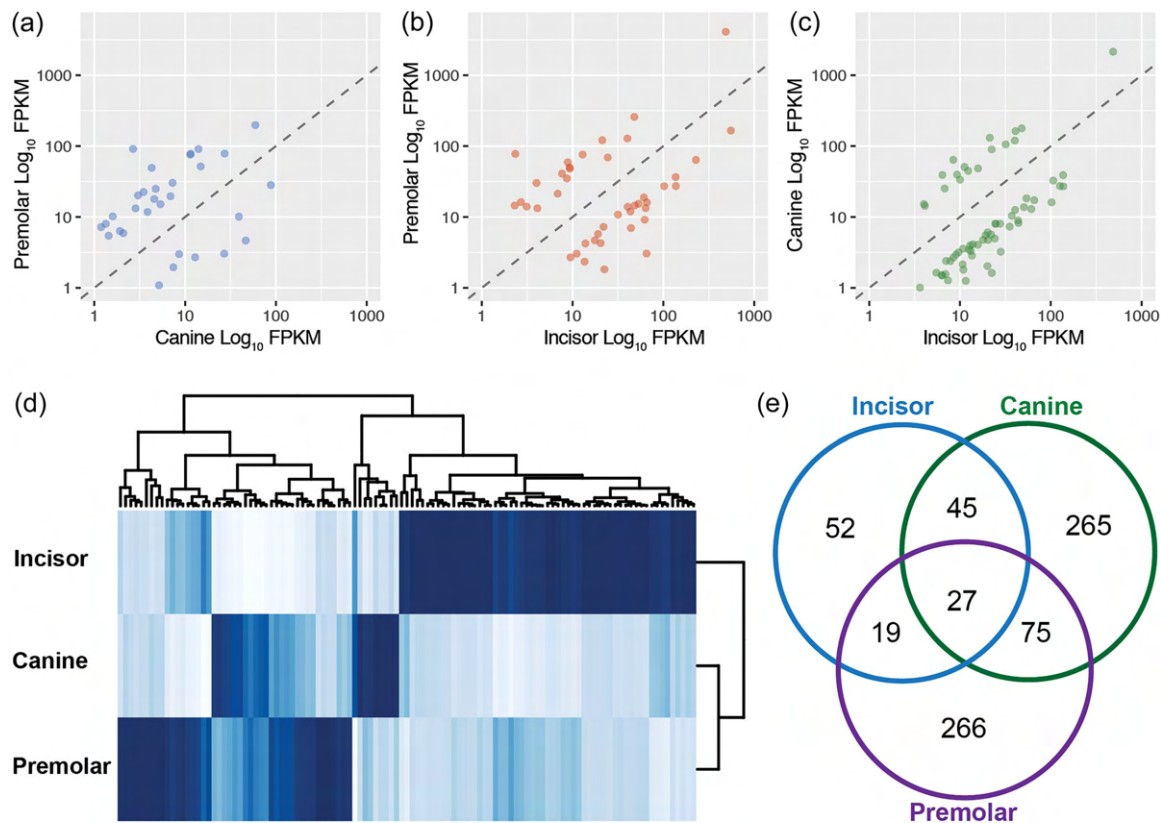 (a)
Premolar Log10 FPKM
1000
100
10
1
1 10 100 1000
Canine Log10 FPKM
(b)
Premolar Log10 FPKM
1000
100
10
1
1 10 100 1000
Incisor Log10 FPKM
(c)
Canine Log10 FPKM
1000
100
10
1
1 10 100 1000
Incisor Log10 FPKM
(d)
Incisor
Canine
Premolar
(e)
Incisor Canine
52 45 265
27
19 75
266
Premolar